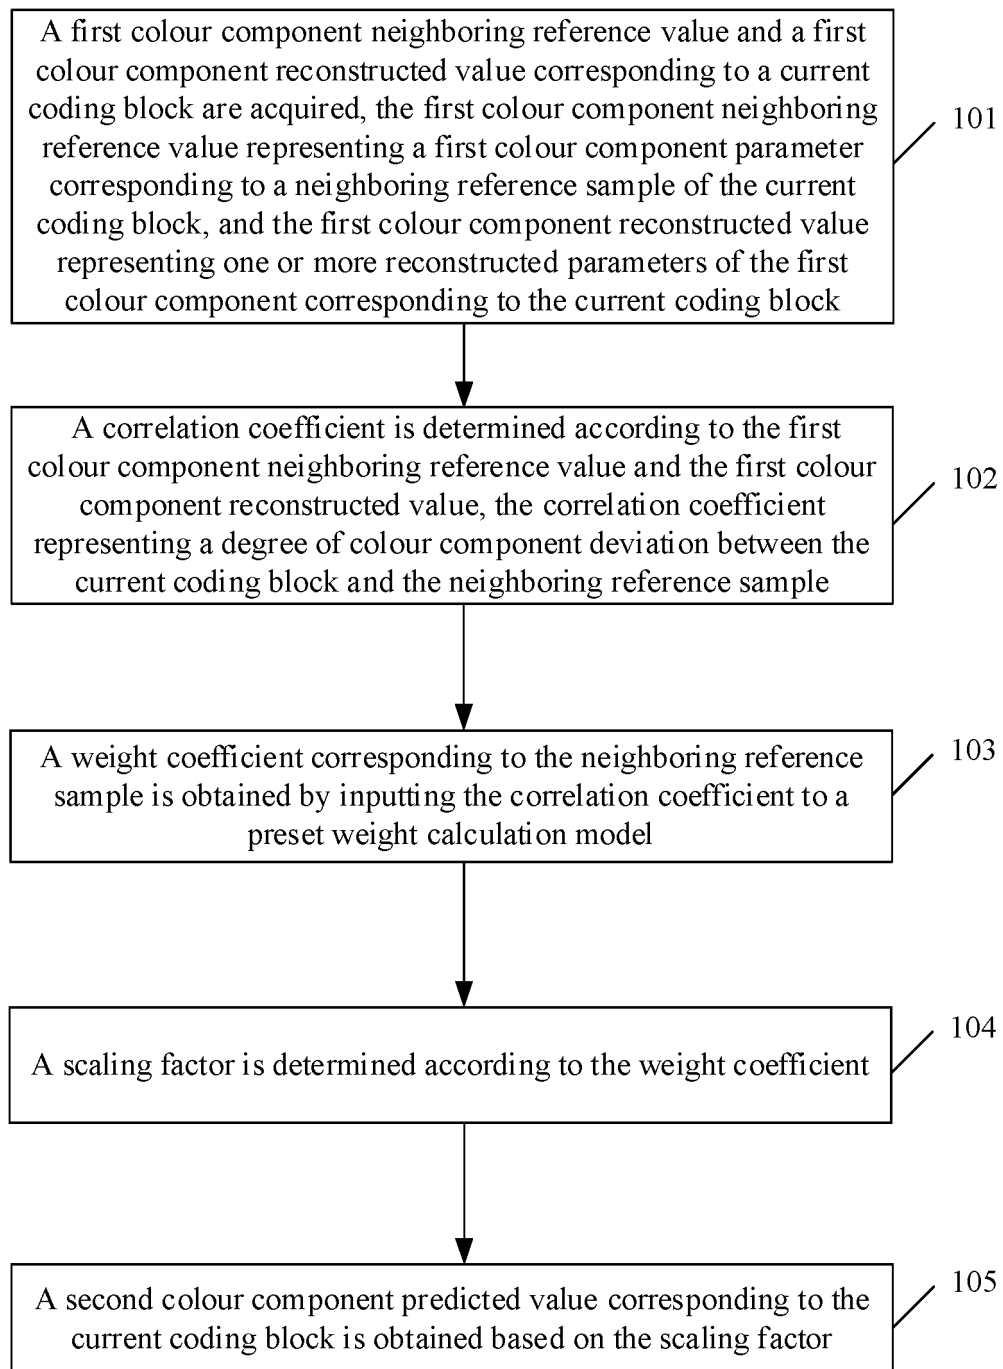 A first colour component neighboring reference value and a first
colour component reconstructed value corresponding to a current
coding block are acquired, the first colour component neighboring
reference value representing a first colour component parameter
corresponding to a neighboring reference sample of the current
coding block, and the first colour component reconstructed value
representing one or more reconstructed parameters of the first
colour component corresponding to the current coding block
101
A correlation coefficient is determined according to the first
colour component neighboring reference value and the first colour
component reconstructed value, the correlation coefficient
representing a degree of colour component deviation between the
current coding block and the neighboring reference sample
102
A weight coefficient corresponding to the neighboring reference
sample is obtained by inputting the correlation coefficient to a
preset weight calculation model
103
A scaling factor is determined according to the weight coefficient
104
A second colour component predicted value corresponding to the
current coding block is obtained based on the scaling factor
105